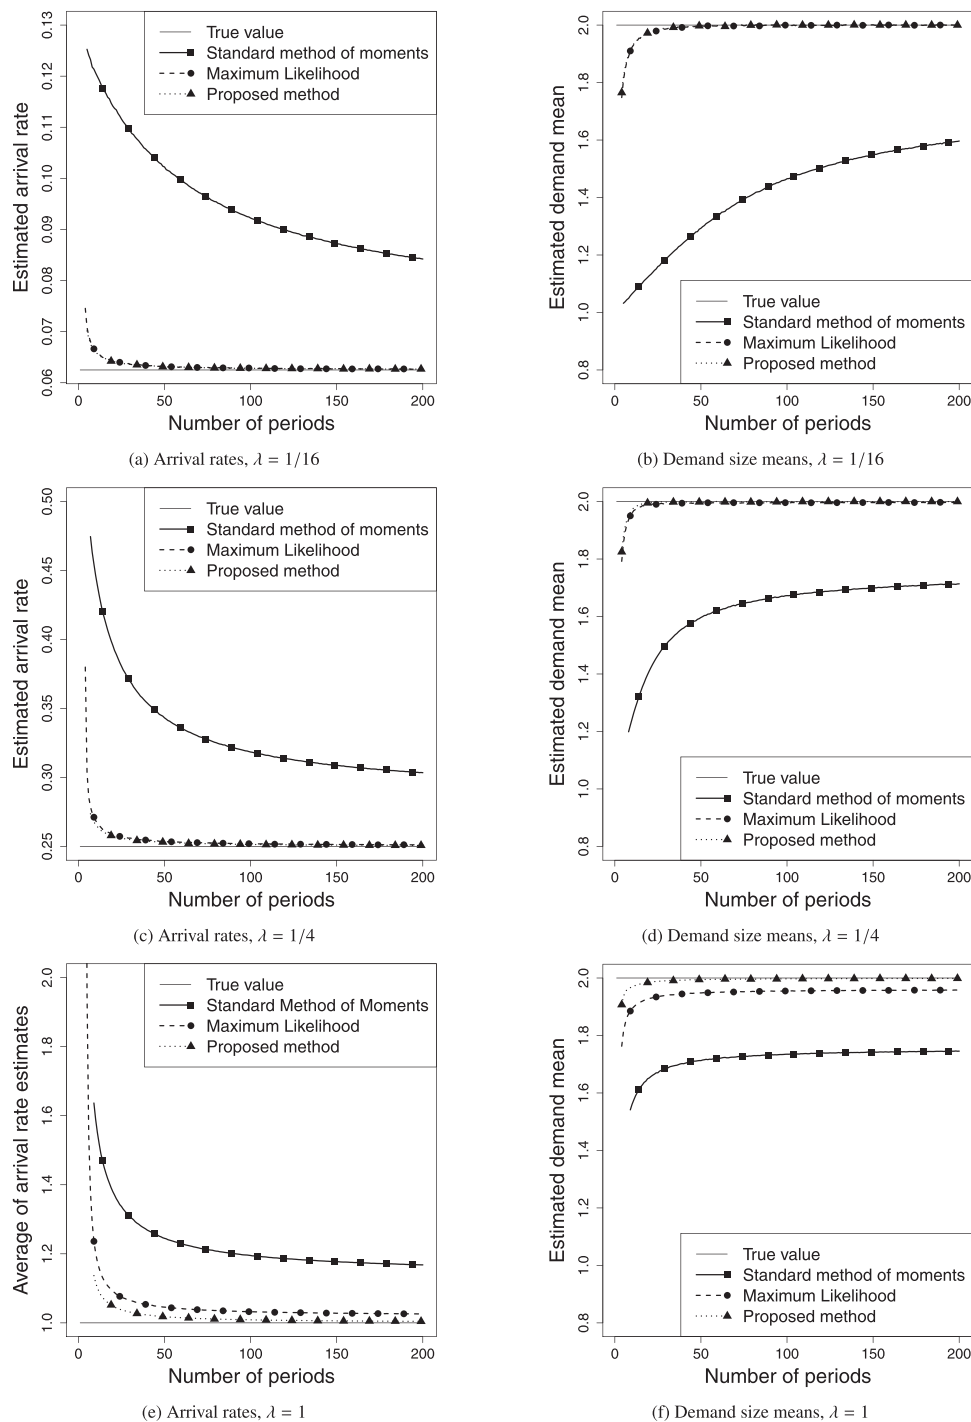 Estimated arrival rate
0.13
0.12
0.11
0.10
0.09
0.08
0.07
0.06
True value
Standard method of moments
Maximum Likelihood
Proposed method
0 50 100 150 200
Number of periods
(a) Arrival rates, λ = 1/16
Estimated demand mean
2.0
1.8
1.6
1.4
1.2
1.0
0.8
True value
Standard method of moments
Maximum Likelihood
Proposed method
0 50 100 150 200
Number of periods
(b) Demand size means, λ = 1/16
Estimated arrival rate
0.50
0.45
0.40
0.35
0.30
0.25
True value
Standard method of moments
Maximum Likelihood
Proposed method
0 50 100 150 200
Number of periods
(c) Arrival rates, λ = 1/4
Estimated demand mean
2.0
1.8
1.6
1.4
1.2
1.0
0.8
True value
Standard method of moments
Maximum Likelihood
Proposed method
0 50 100 150 200
Number of periods
(d) Demand size means, λ = 1/4
Average of arrival rate estimates
2.0
1.8
1.6
1.4
1.2
1.0
True value
Standard Method of Moments
Maximum Likelihood
Proposed method
0 50 100 150 200
Number of periods
(e) Arrival rates, λ = 1
Estimated demand mean
2.0
1.8
1.6
1.4
1.2
1.0
0.8
True value
Standard method of moments
Maximum Likelihood
Proposed method
0 50 100 150 200
Number of periods
(f) Demand size means, λ = 1